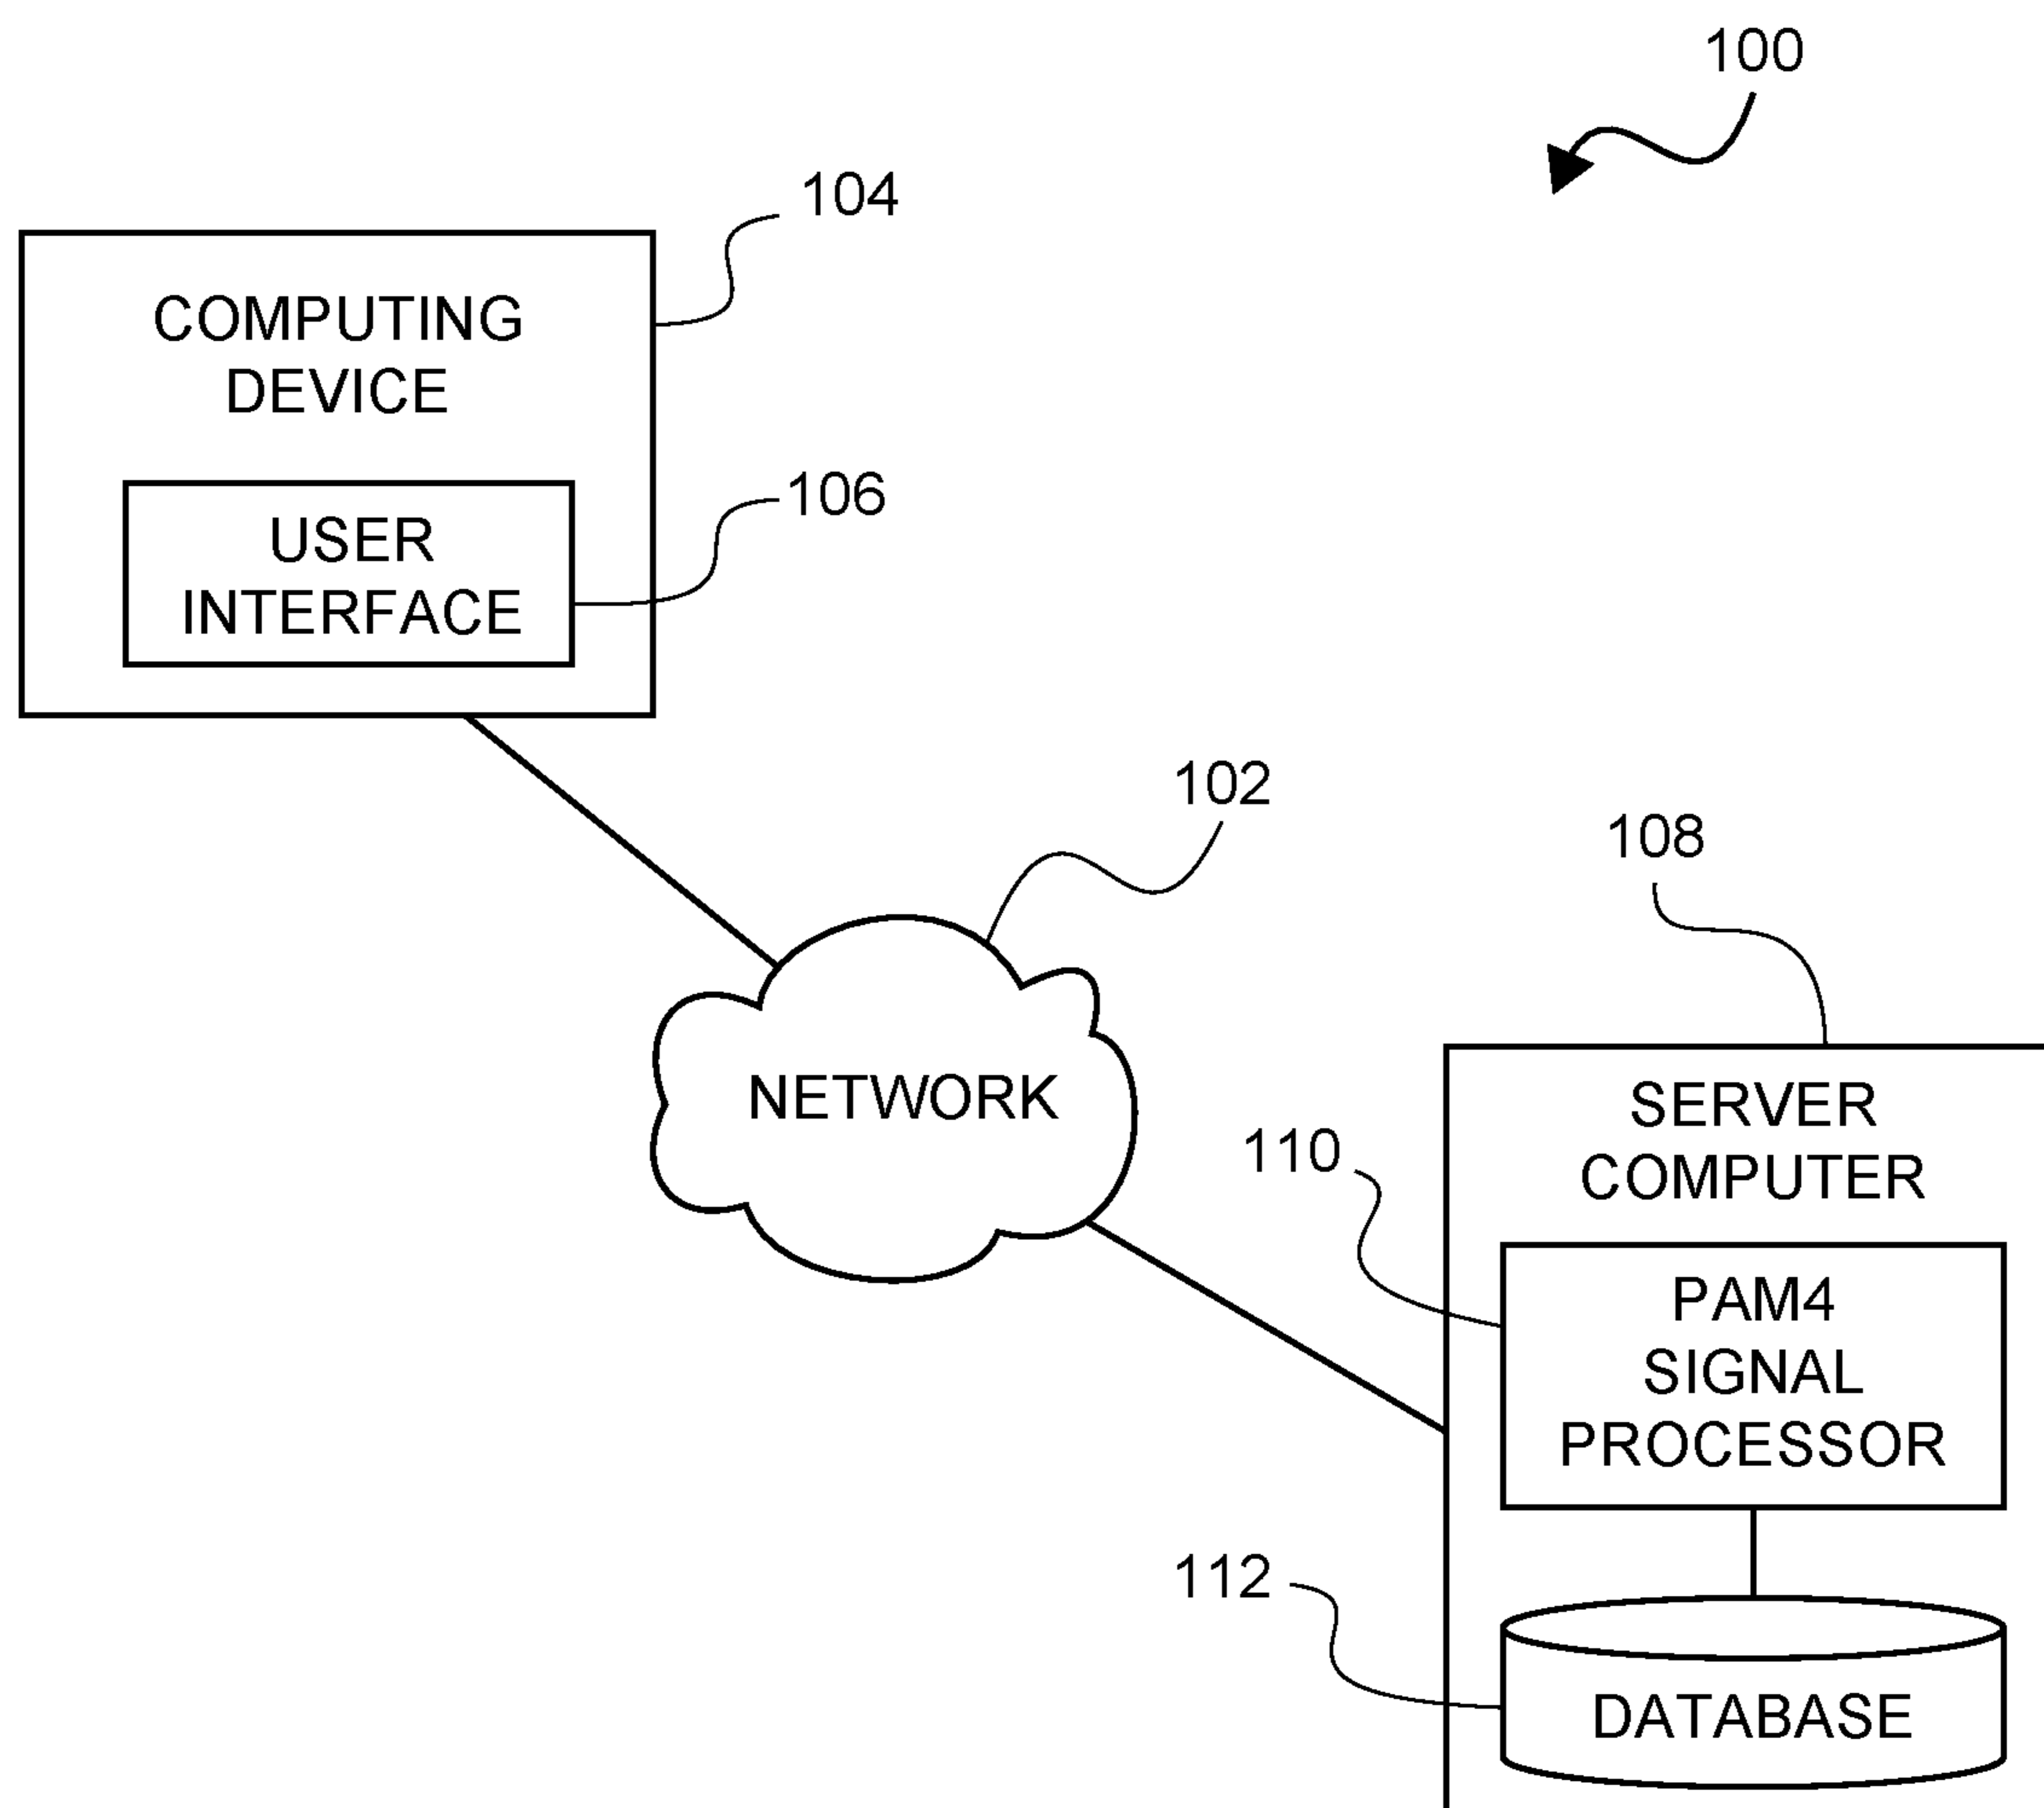 100
104
COMPUTING
DEVICE
106
USER
INTERFACE
102
108
NETWORK
SERVER
COMPUTER
110
PAM4
SIGNAL
PROCESSOR
112
DATABASE